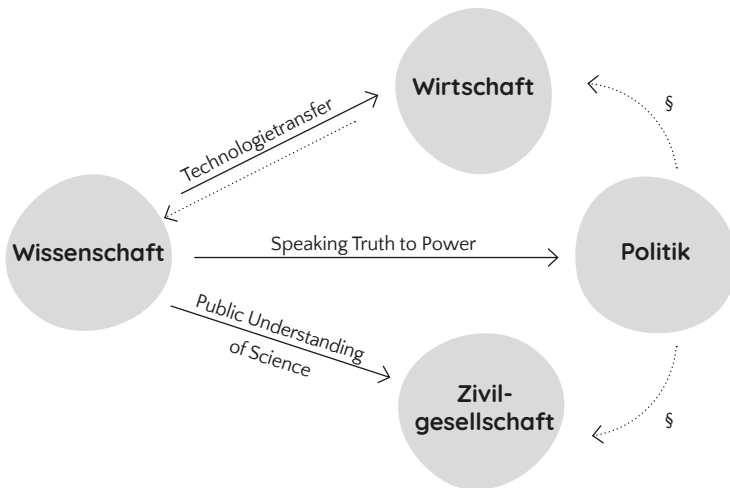 Wirtschaft
§
Technologietransfer
Wissenschaft
Speaking Truth to Power
Politik
Public Understanding
of Science
Zivil-
gesellschaft
§